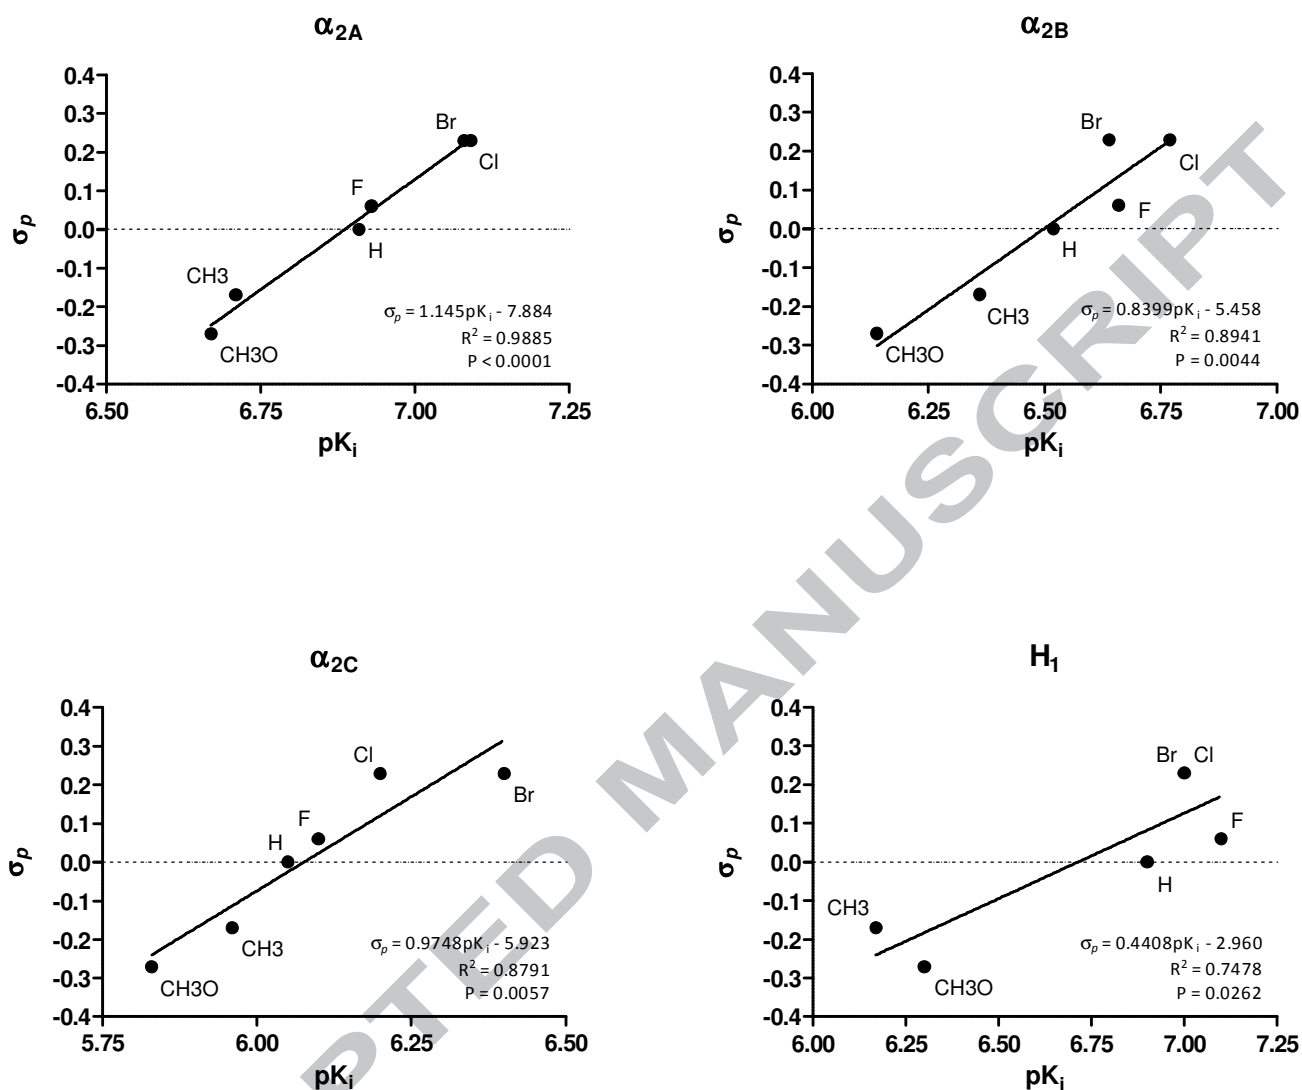 α2A
0.4
0.3
0.2
0.1
0.0
-0.1
-0.2
-0.3
-0.4
σp
Br
Cl
F
H
CH3
CH3O
σp = 1.145pKi - 7.884
R2 = 0.9885
P < 0.0001
6.50 6.75 7.00 7.25
pKi
α2B
0.4
0.3
0.2
0.1
0.0
-0.1
-0.2
-0.3
-0.4
σp
Br
Cl
F
H
CH3
CH3O
σp = 0.8399pKi - 5.458
R2 = 0.8941
P = 0.0044
6.00 6.25 6.50 6.75 7.00
pKi
α2C
0.4
0.3
0.2
0.1
0.0
-0.1
-0.2
-0.3
-0.4
σp
Cl
Br
F
H
CH3
CH3O
σp = 0.9748pKi - 5.923
R2 = 0.8791
P = 0.0057
5.75 6.00 6.25 6.50
pKi
H1
0.4
0.3
0.2
0.1
0.0
-0.1
-0.2
-0.3
-0.4
σp
Br Cl
F
H
CH3
CH3O
σp = 0.4408pKi - 2.960
R2 = 0.7478
P = 0.0262
6.00 6.25 6.50 6.75 7.00 7.25
pKi
PTED MANUSCRIPT